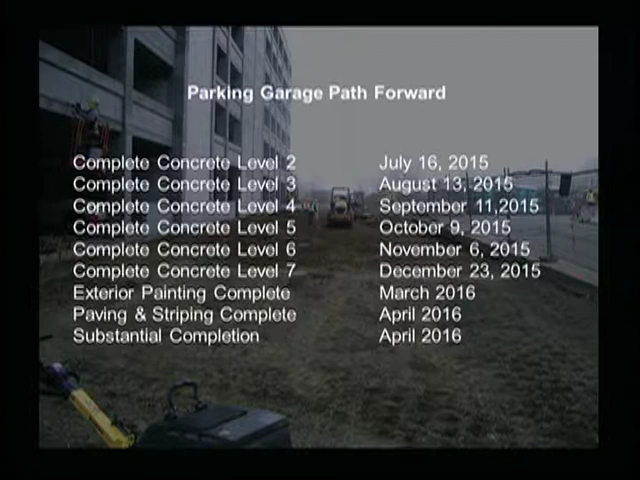 Parking Garage Path Forward
Complete Concrete Level 2 July 16, 2015
Complete Concrete Level 3 August 13, 2015
Complete Concrete Level 4 September 11,2015
Complete Concrete Level 5 October 9, 2015
Complete Concrete Level 6 November 6, 2015
Complete Concrete Level 7 December 23, 2015
Exterior Painting Complete March 2016
Paving & Striping Complete April 2016
Substantial Completion April 2016